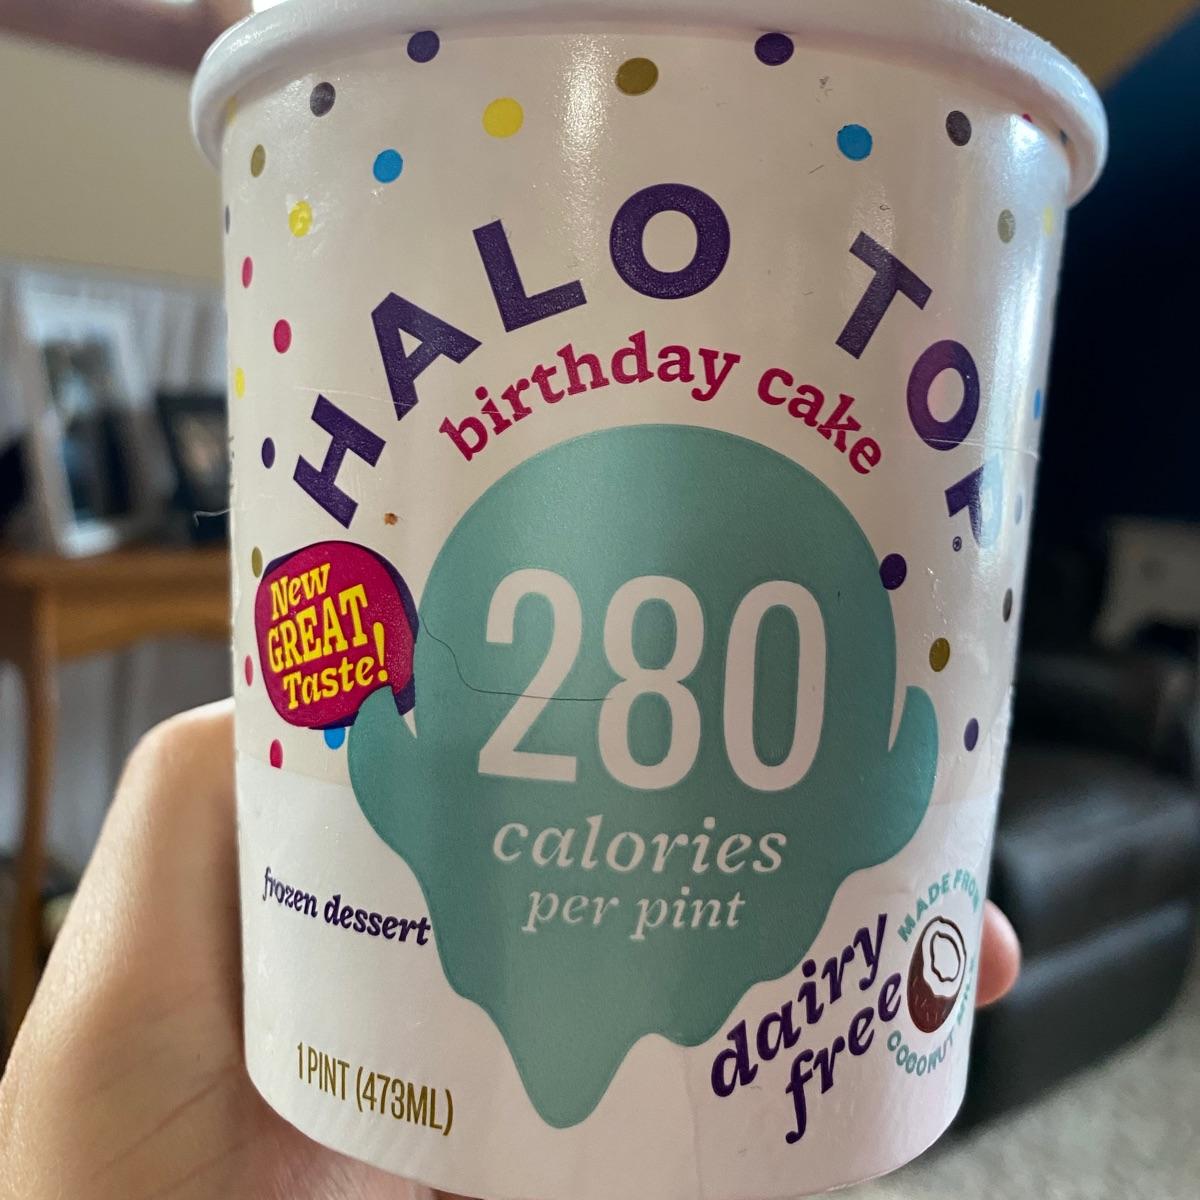 HALO TOP®
birthday cake
New
GREAT
Taste!
280
calories
per pint
frozen dessert
dairy
free
MADE FROM
COCONUT MILK
1 PINT (473ML)